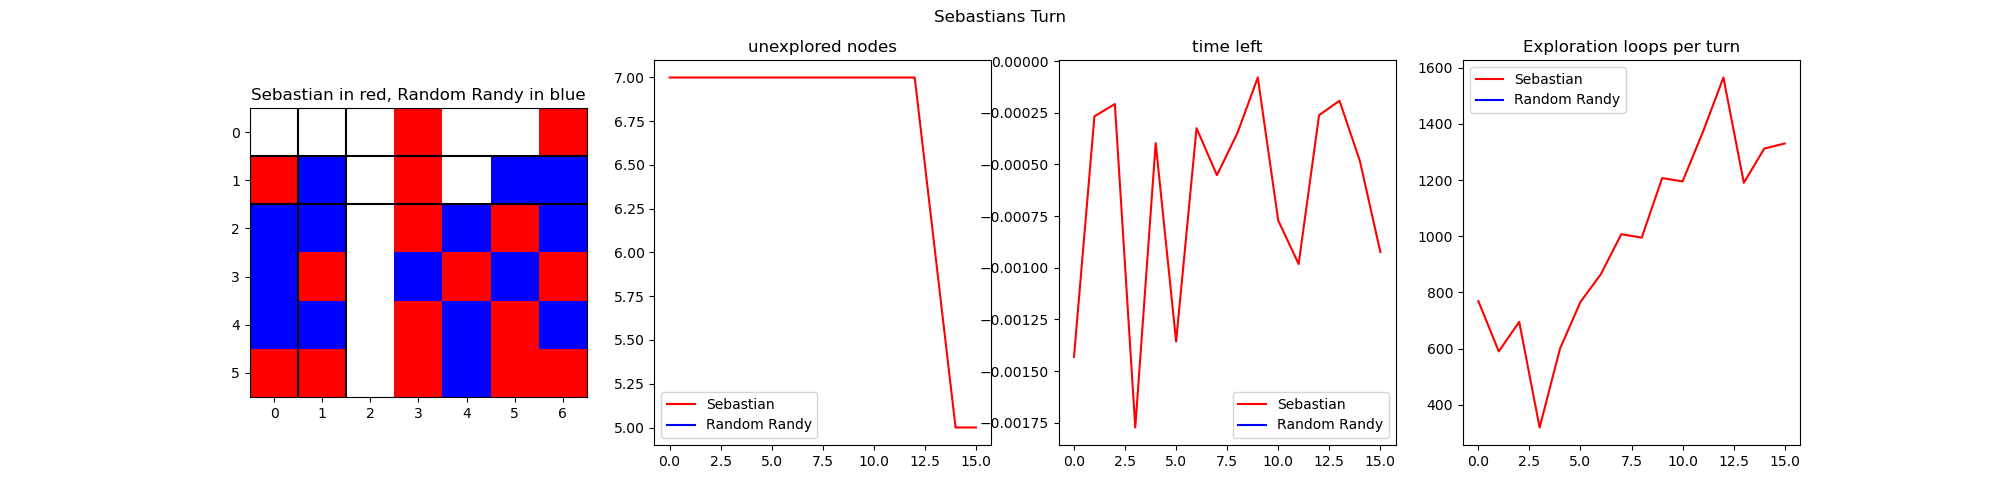 Sebastians Turn
Sebastian in red, Random Randy in blue
0
1
2
3
4
5
0 1 2 3 4 5 6
unexplored nodes
7.00
6.75
6.50
6.25
6.00
5.75
5.50
5.25
5.00
Sebastian
Random Randy
0.0 2.5 5.0 7.5 10.0 12.5 15.0
time left
0.00000
−0.00025
−0.00050
−0.00075
−0.00100
−0.00125
−0.00150
−0.00175
Sebastian
Random Randy
0.0 2.5 5.0 7.5 10.0 12.5 15.0
Exploration loops per turn
1600
1400
1200
1000
800
600
400
Sebastian
Random Randy
0.0 2.5 5.0 7.5 10.0 12.5 15.0